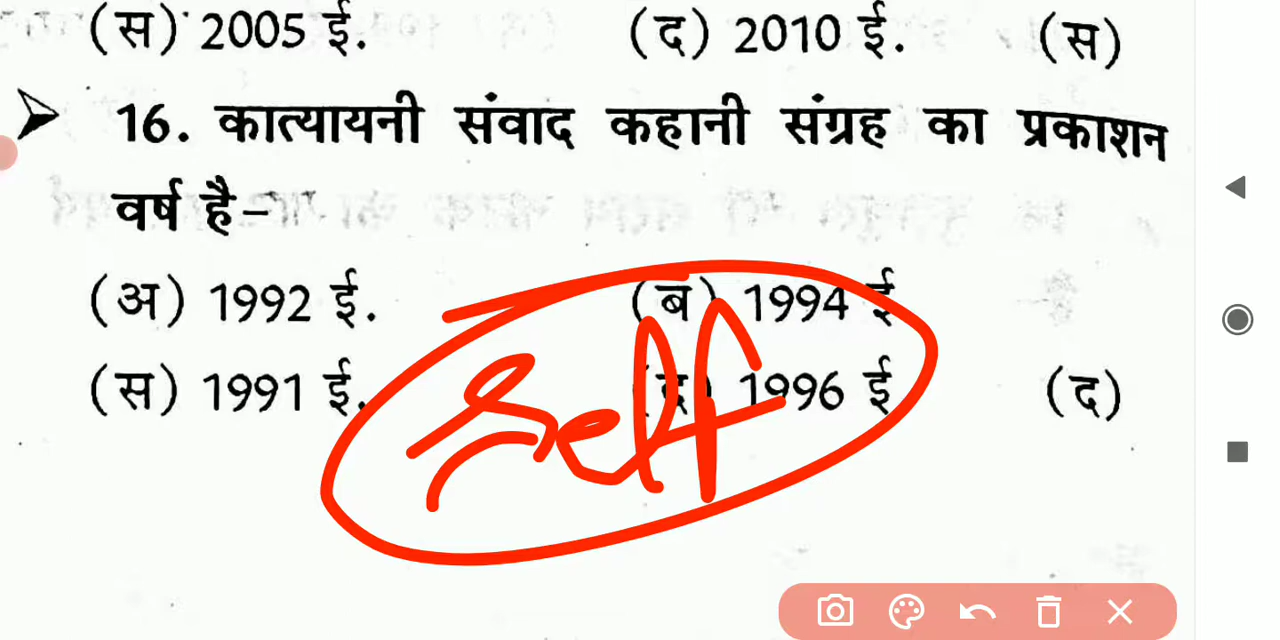 (स) 2005 ई. (द) 2010 ई. (स)
16. कात्यायनी संवाद कहानी संग्रह का प्रकाशन
वर्ष है-
(अ) 1992 ई. (ब) 1994 ई
(स) 1991 ई. (द) 1996 ई (द)
Self